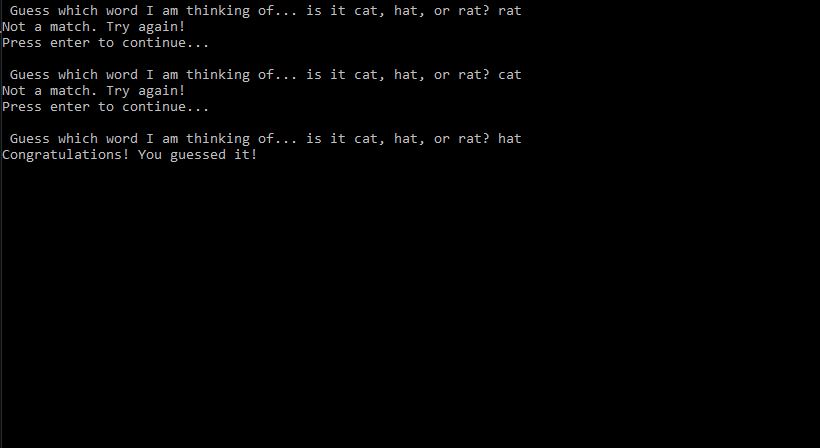 Guess which word I am thinking of... is it cat, hat, or rat? rat
Not a match. Try again!
Press enter to continue...
Guess which word I am thinking of... is it cat, hat, or rat? cat
Not a match. Try again!
Press enter to continue...
Guess which word I am thinking of... is it cat, hat, or rat? hat
Congratulations! You guessed it!